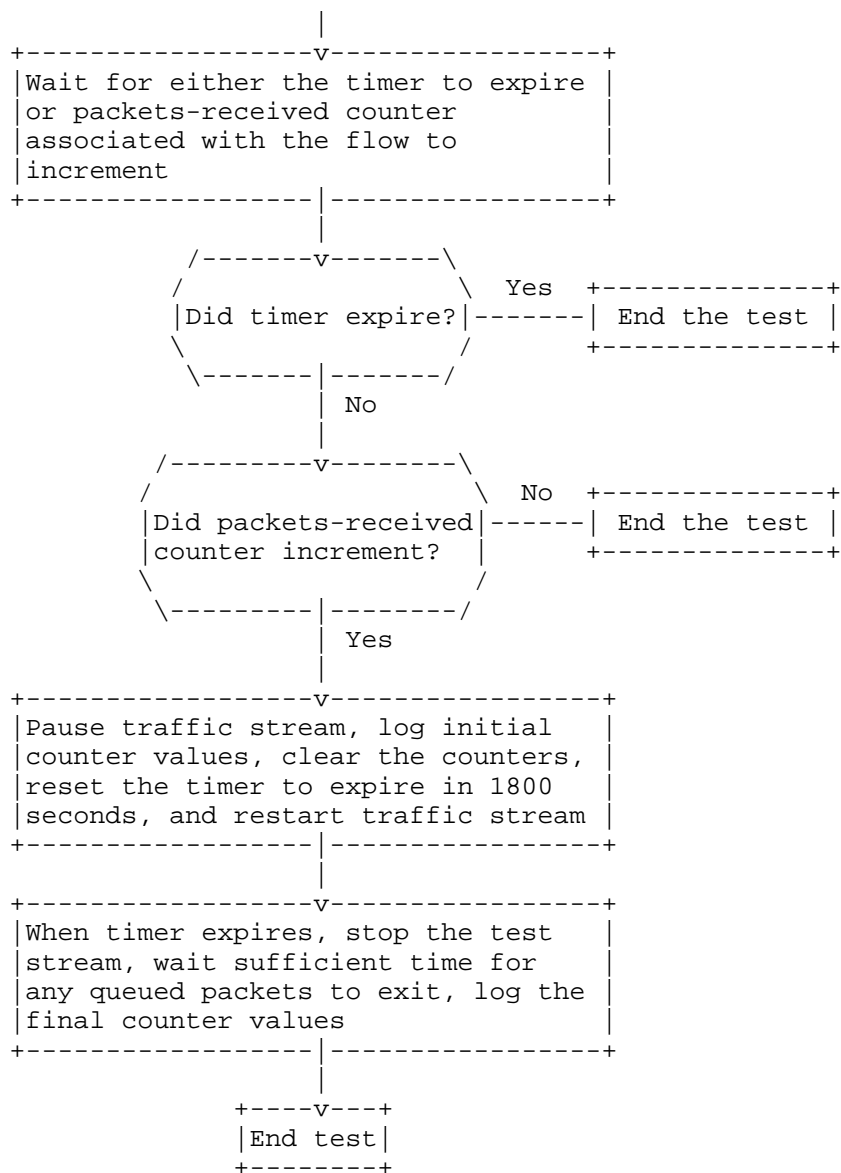 Wait for either the timer to expire
or packets-received counter
associated with the flow to
increment
Yes
Did timer expire?
End the test
No
No
Did packets-received
End the test
counter increment?
Yes
Pause traffic stream, log initial
counter values, clear the counters,
reset the timer to expire in 1800
seconds, and restart traffic stream
When timer expires, stop the test
stream, wait sufficient time for
any queued packets to exit, log the
final counter values
End test